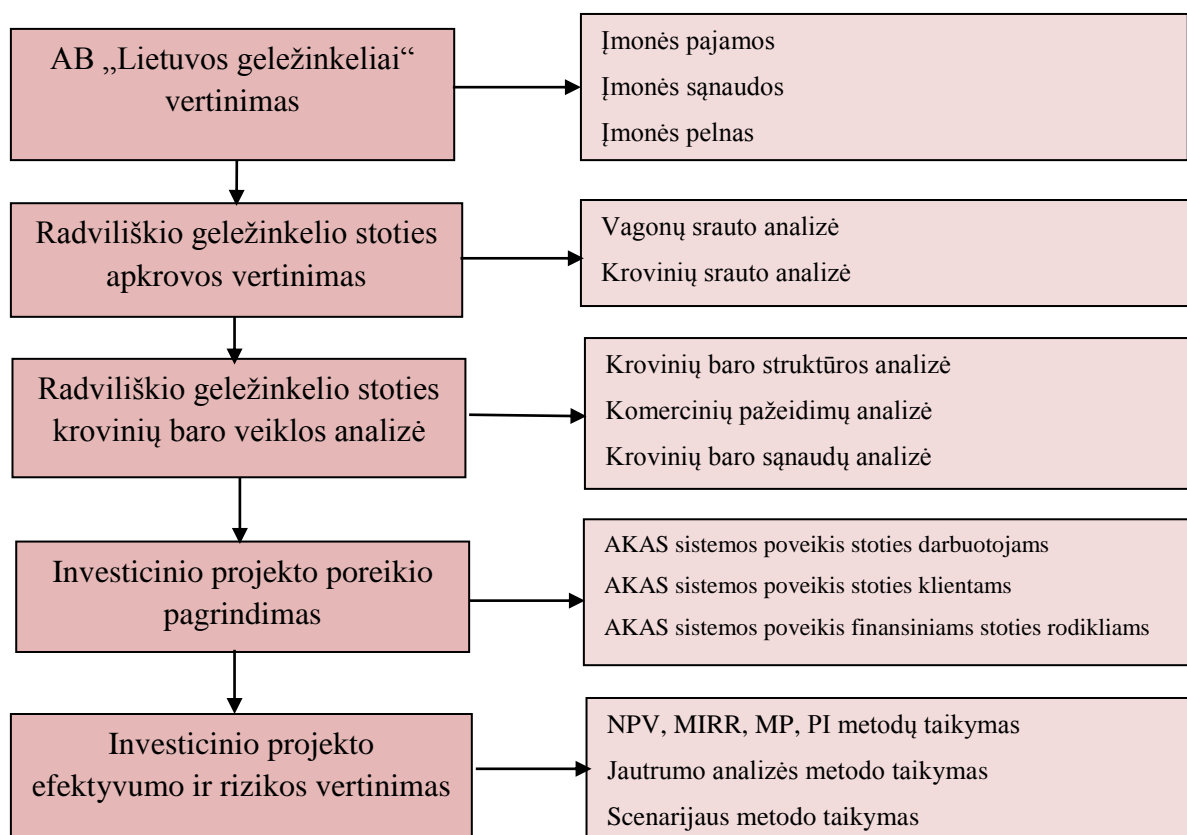 AB „Lietuvos geležinkeliai“
vertinimas
Įmonės pajamos
Įmonės sąnaudos
Įmonės pelnas
Radviliškio geležinkelio stoties
apkrovos vertinimas
Vagonų srauto analizė
Krovinių srauto analizė
Radviliškio geležinkelio stoties
krovinių baro veiklos analizė
Krovinių baro struktūros analizė
Komercinių pažeidimų analizė
Krovinių baro sąnaudų analizė
Investicinio projekto poreikio
pagrindimas
AKAS sistemos poveikis stoties darbuotojams
AKAS sistemos poveikis stoties klientams
AKAS sistemos poveikis finansiniams stoties rodikliams
Investicinio projekto
efektyvumo ir rizikos vertinimas
NPV, MIRR, MP, PI metodų taikymas
Jautrumo analizės metodo taikymas
Scenarijaus metodo taikymas